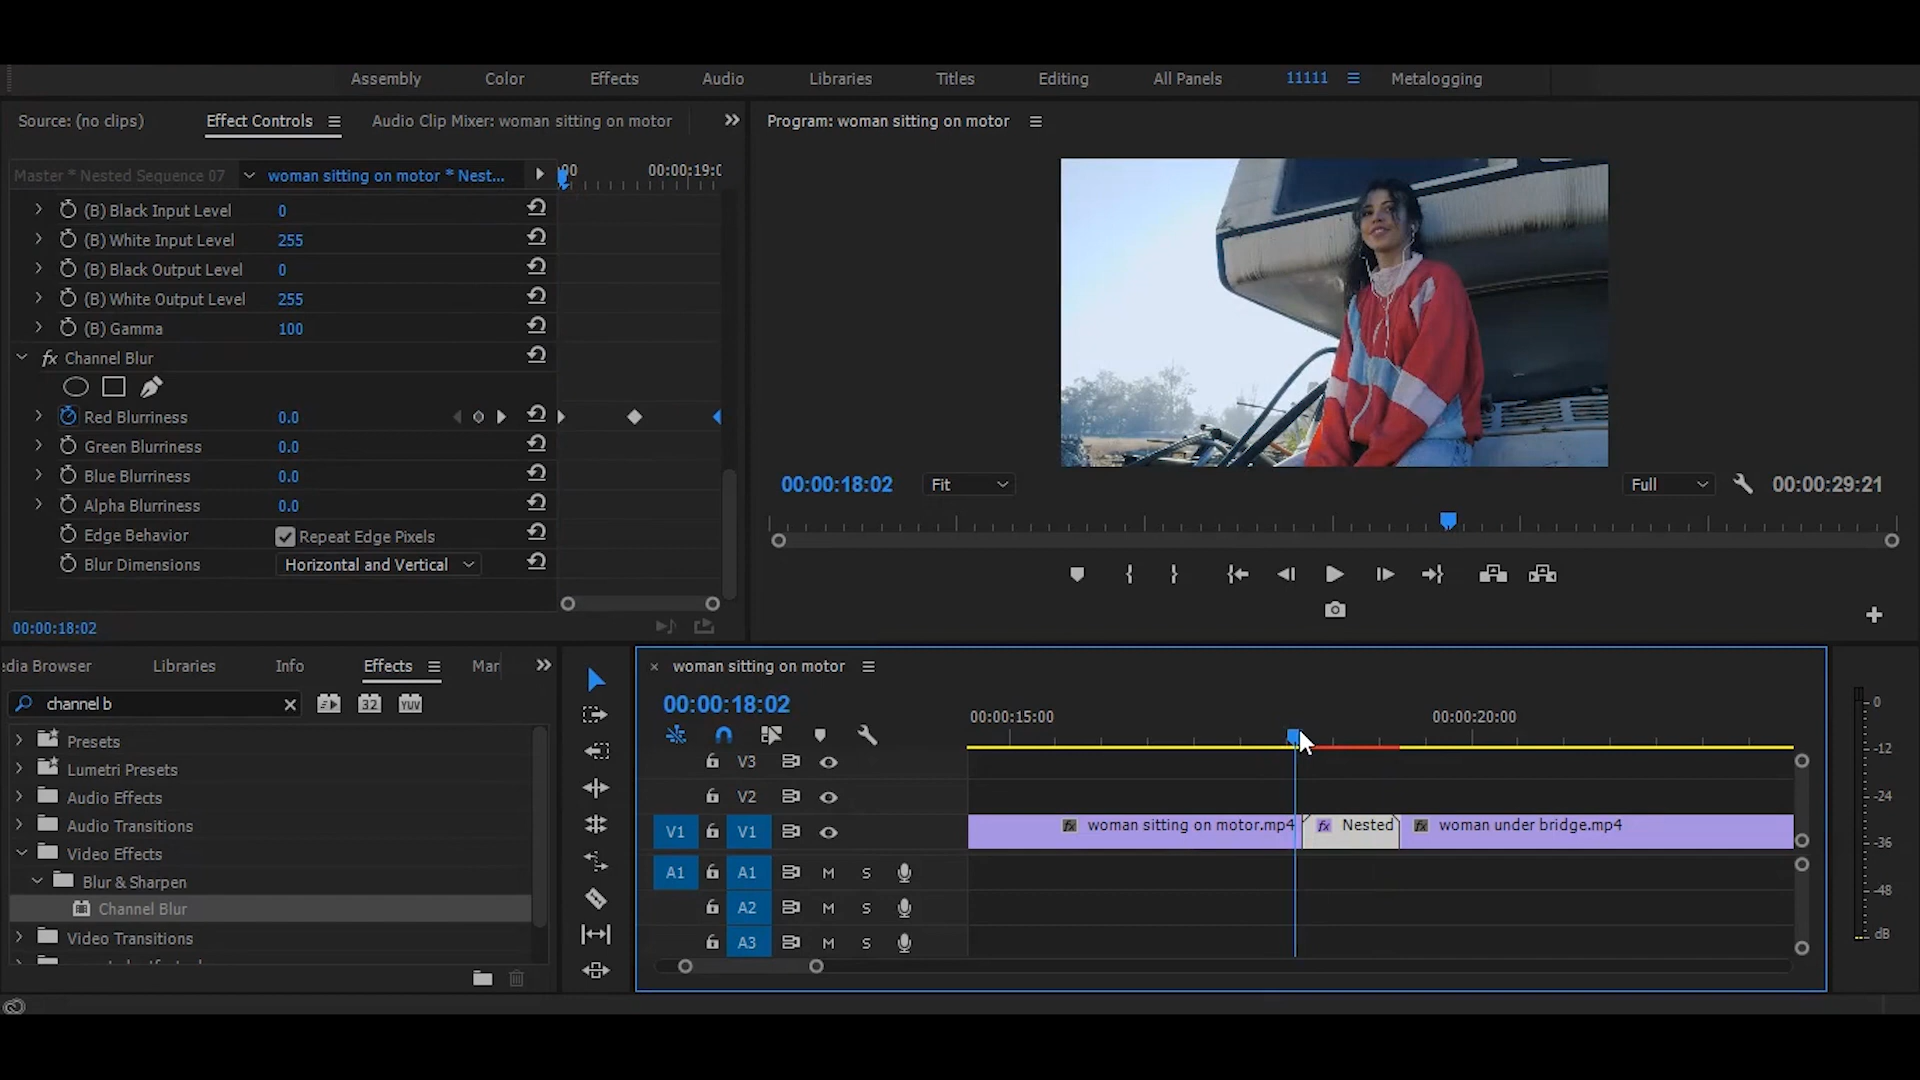 Assembly Color Effects Audio Libraries Titles Editing All Panels 11111 Metalogging
Source: (no clips) Effect Controls Audio Clip Mixer: woman sitting on motor
Program: woman sitting on motor
Master * Nested Sequence 07 woman sitting on motor * Nest... :00 00:00:19:0
(B) Black Input Level 0
(B) White Input Level 255
(B) Black Output Level 0
(B) White Output Level 255
(B) Gamma 100
fx Channel Blur
Red Blurriness 0.0
Green Blurriness 0.0
Blue Blurriness 0.0
Alpha Blurriness 0.0
Edge Behavior Repeat Edge Pixels
Blur Dimensions Horizontal and Vertical
00:00:18:02
00:00:18:02 Fit Full 00:00:29:21
edia Browser Libraries Info Effects Mar
channel b 32 YUV
Presets
Lumetri Presets
Audio Effects
Audio Transitions
Video Effects
Blur & Sharpen
Channel Blur
Video Transitions
woman sitting on motor
00:00:18:02
00:00:15:00 00:00:20:00
V3
V2
V1 V1 fx woman sitting on motor.mp4 fx Nested fx woman under bridge.mp4
A1 A1 M S
A2 M S
A3 M S
0
-12
-24
-36
-48
dB